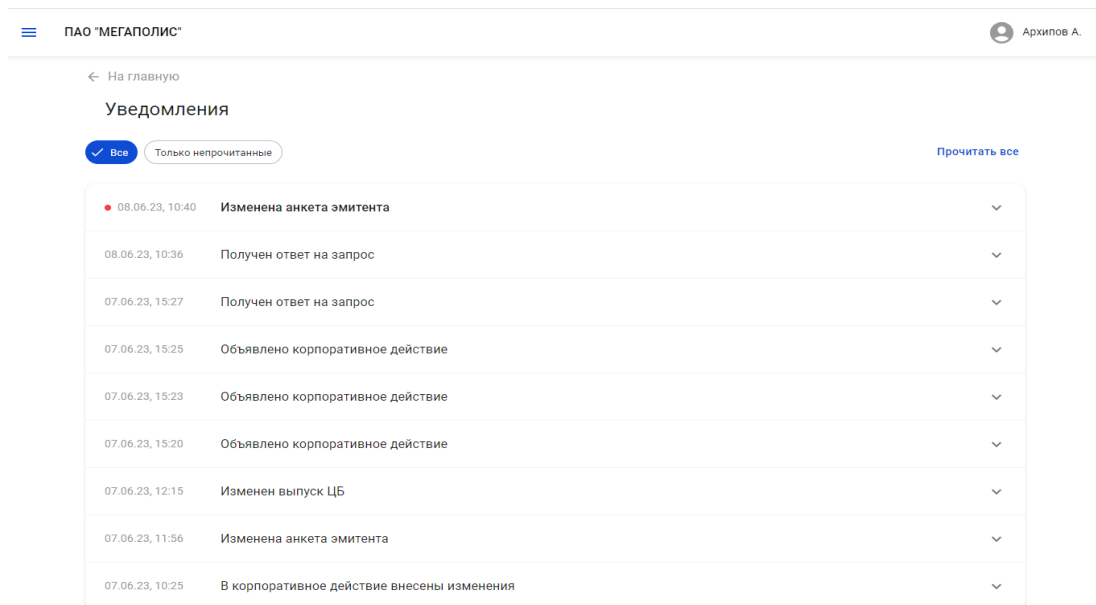 ПАО "МЕГАПОЛИС" Архипов А.
На главную
Уведомления
Все Только непрочитанные Прочитать все
08.06.23, 10:40 Изменена анкета эмитента
08.06.23, 10:36 Получен ответ на запрос
07.06.23, 15:27 Получен ответ на запрос
07.06.23, 15:25 Объявлено корпоративное действие
07.06.23, 15:23 Объявлено корпоративное действие
07.06.23, 15:20 Объявлено корпоративное действие
07.06.23, 12:15 Изменен выпуск ЦБ
07.06.23, 11:56 Изменена анкета эмитента
07.06.23, 10:25 В корпоративное действие внесены изменения